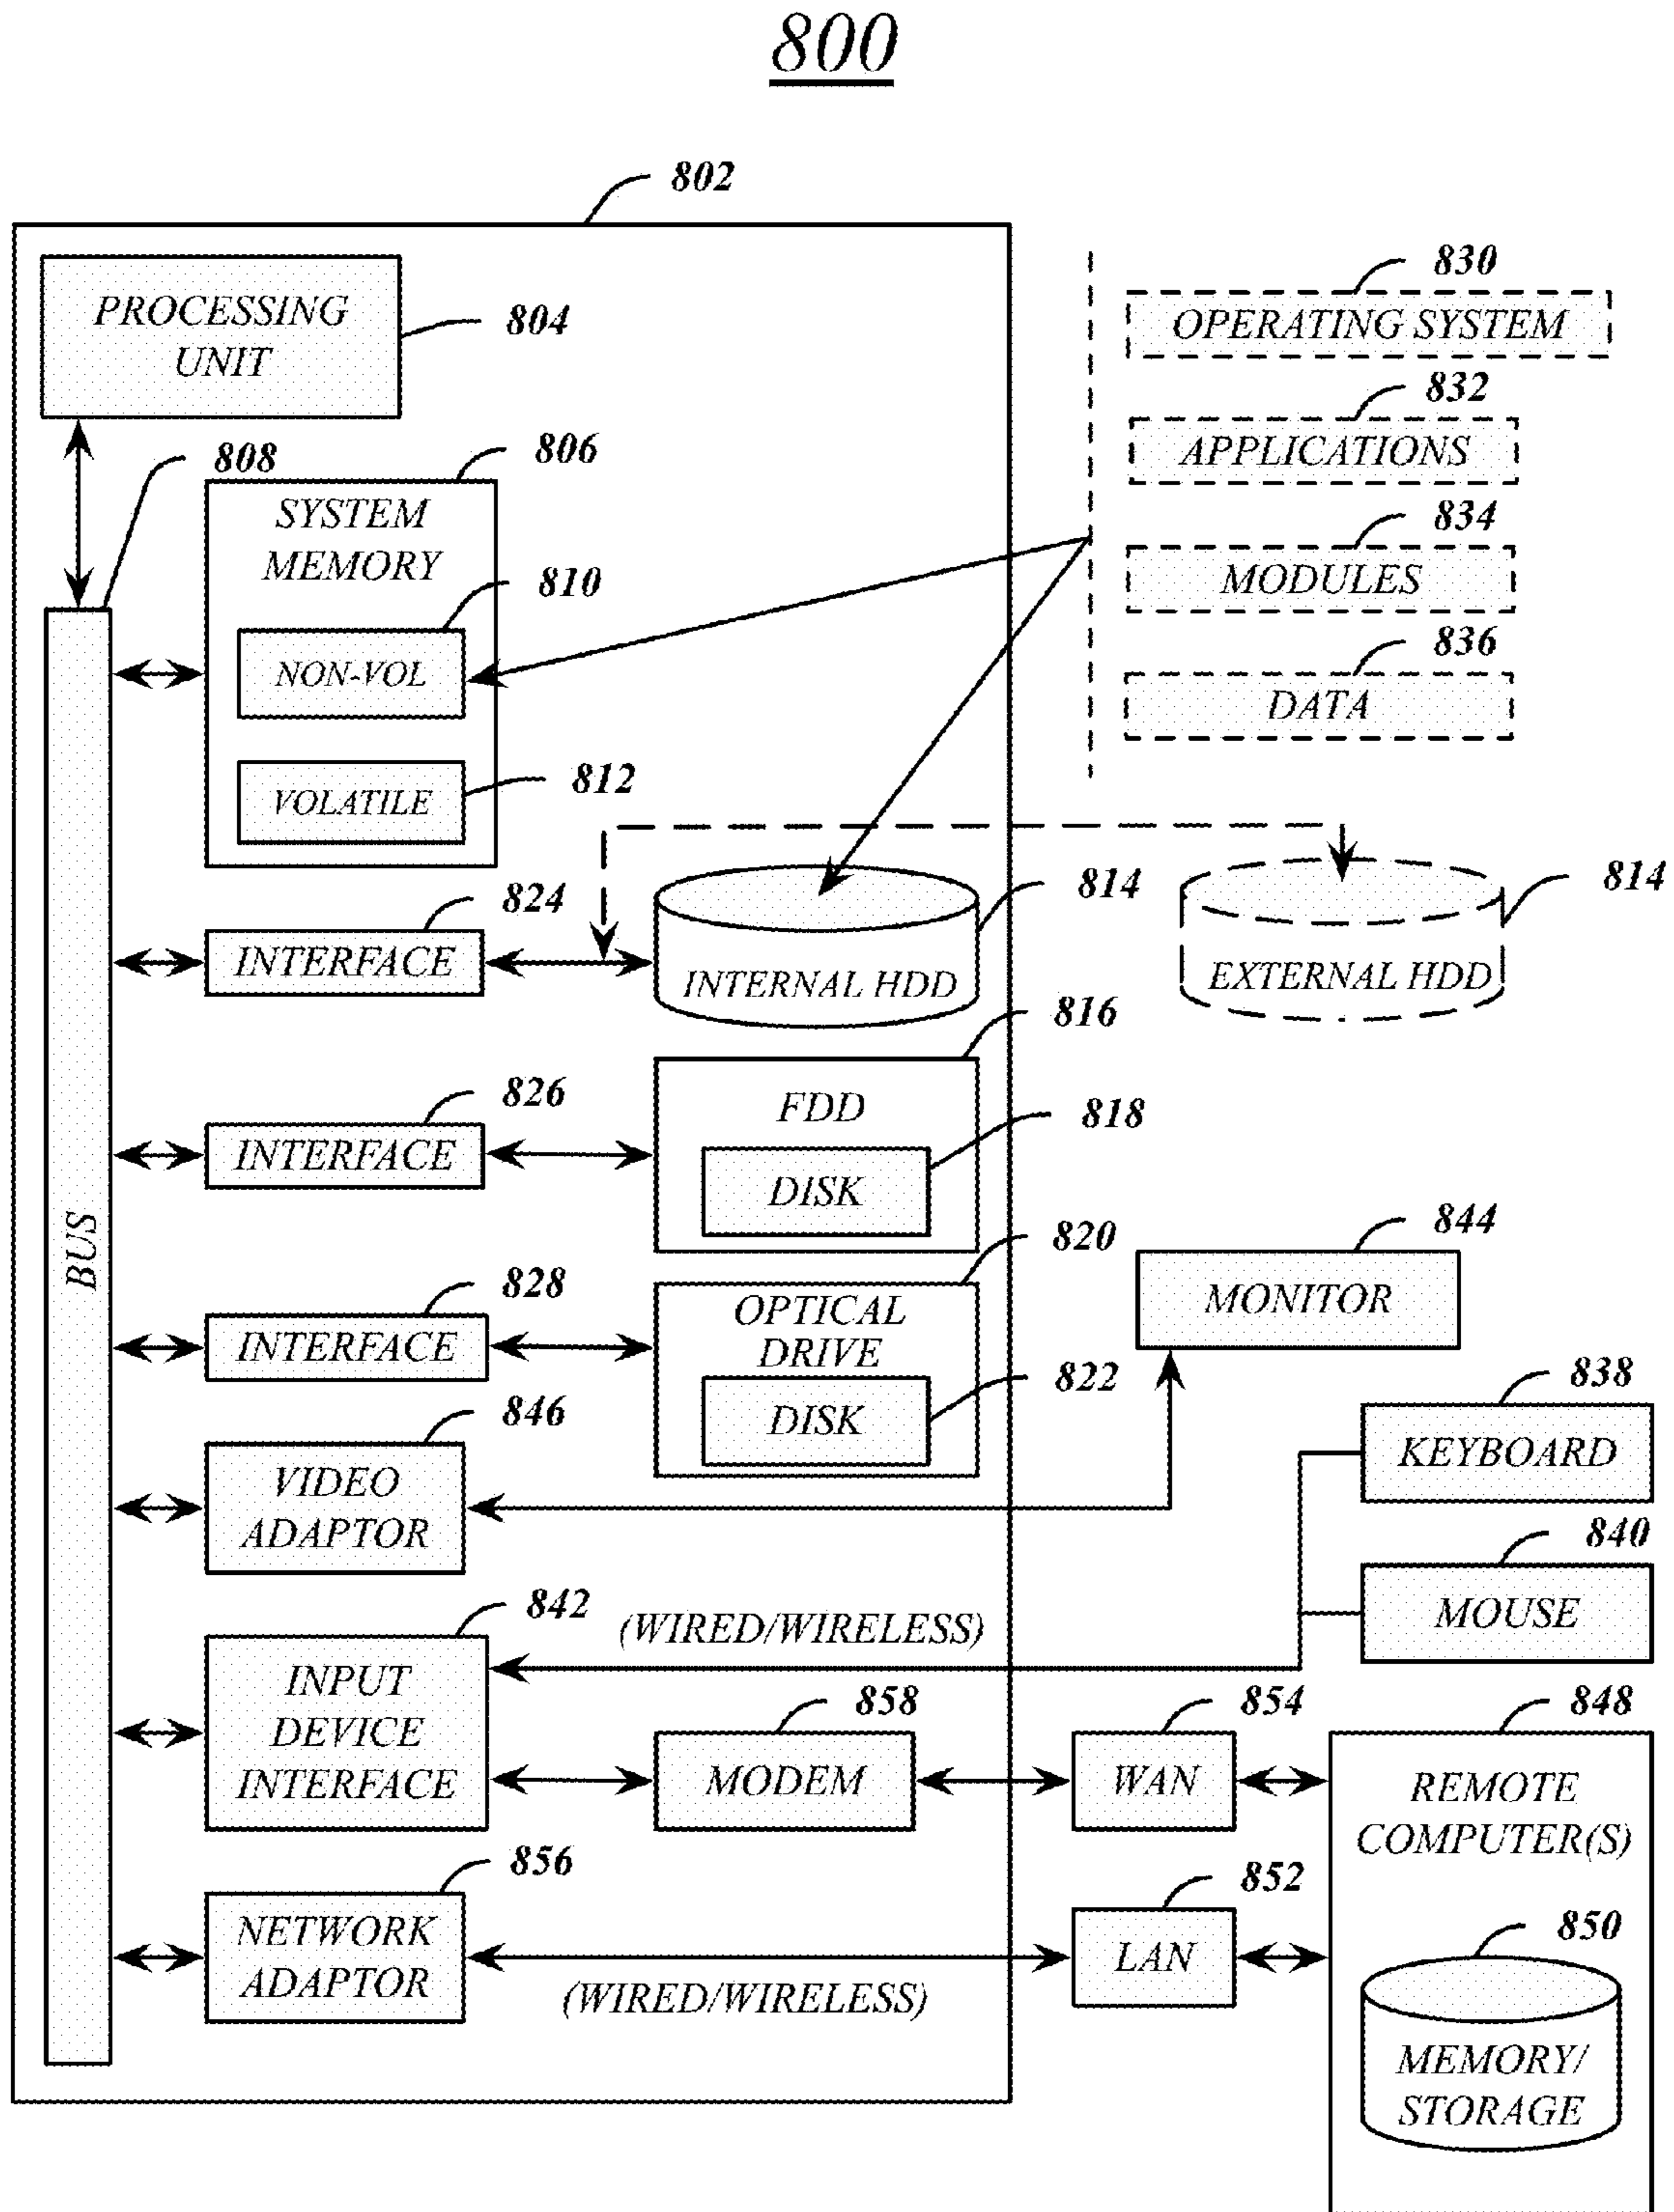 800
802
PROCESSING
UNIT
804
830
OPERATING SYSTEM
832
APPLICATIONS
834
MODULES
836
DATA
808
806
SYSTEM
MEMORY
810
NON-VOL
812
VOLATILE
BUS
824
INTERFACE
814
INTERNAL HDD
814
EXTERNAL HDD
826
INTERFACE
816
FDD
818
DISK
828
INTERFACE
820
OPTICAL
DRIVE
822
DISK
844
MONITOR
846
VIDEO
ADAPTOR
838
KEYBOARD
840
MOUSE
842
INPUT
DEVICE
INTERFACE
(WIRED/WIRELESS)
858
MODEM
854
WAN
848
REMOTE
COMPUTER(S)
856
NETWORK
ADAPTOR
(WIRED/WIRELESS)
852
LAN
850
MEMORY/
STORAGE